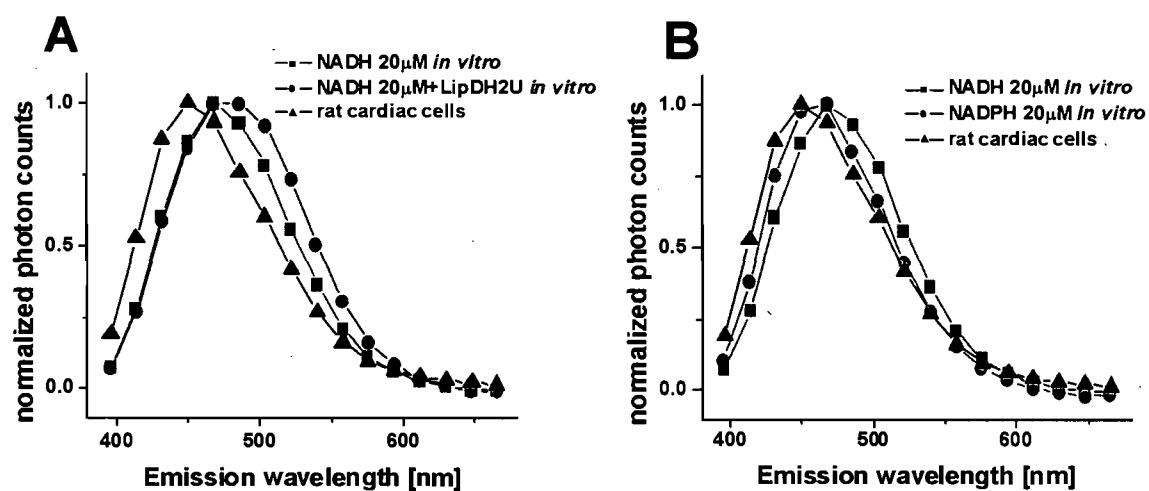 A
NADH 20μM in vitro
NADH 20μM+LipDH2U in vitro
rat cardiac cells
normalized photon counts
1.0
0.5
0.0
400
500
600
Emission wavelength [nm]
B
NADH 20μM In vitro
NADPH 20μM In vitro
rat cardiac cells
normalized photon counts
1.0
0.5
0.0
400
500
600
Emission wavelength [nm]